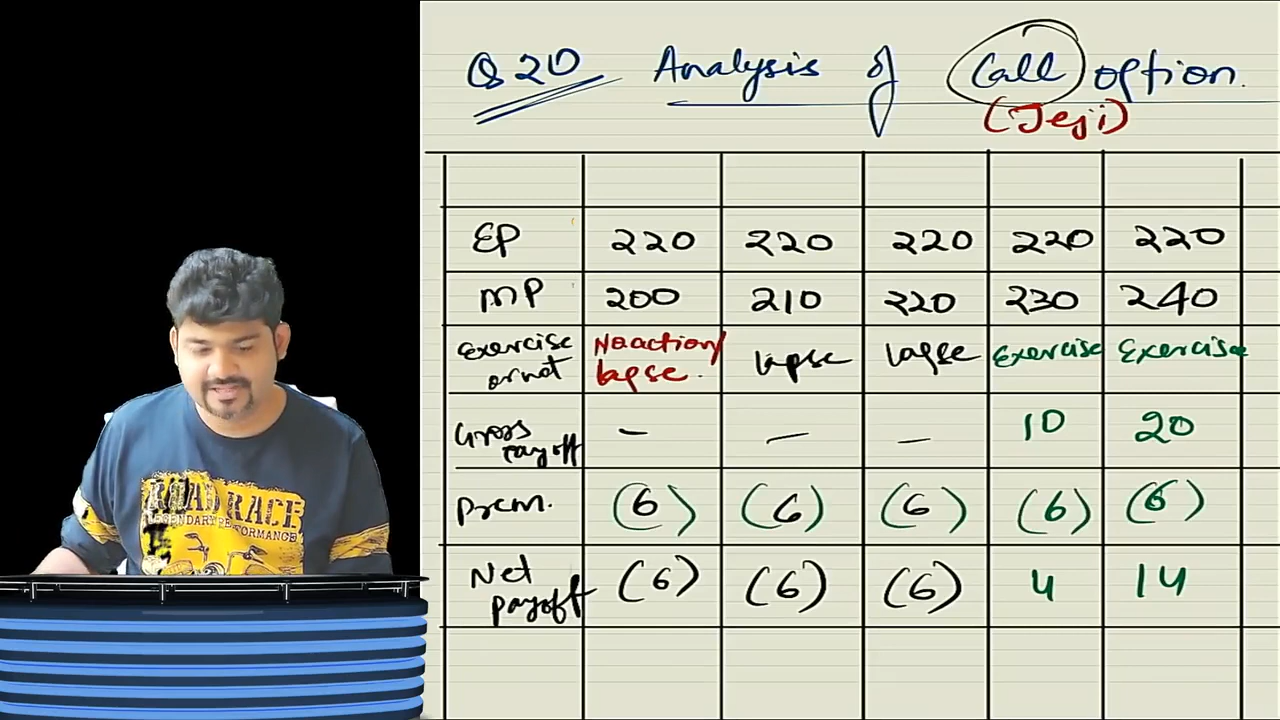 Q 20 Analysis of Call option.
(Teji)
EP 220 220 220 220 220
MP 200 210 220 230 240
Exercise or not No action/ lapse. lapse lapse Exercise Exercise
Gross payoff — — — 10 20
Prem. (6) (6) (6) (6) (6)
Net payoff (6) (6) (6) 4 14
ROAD RACE
LEGENDARY PERFORMANCE